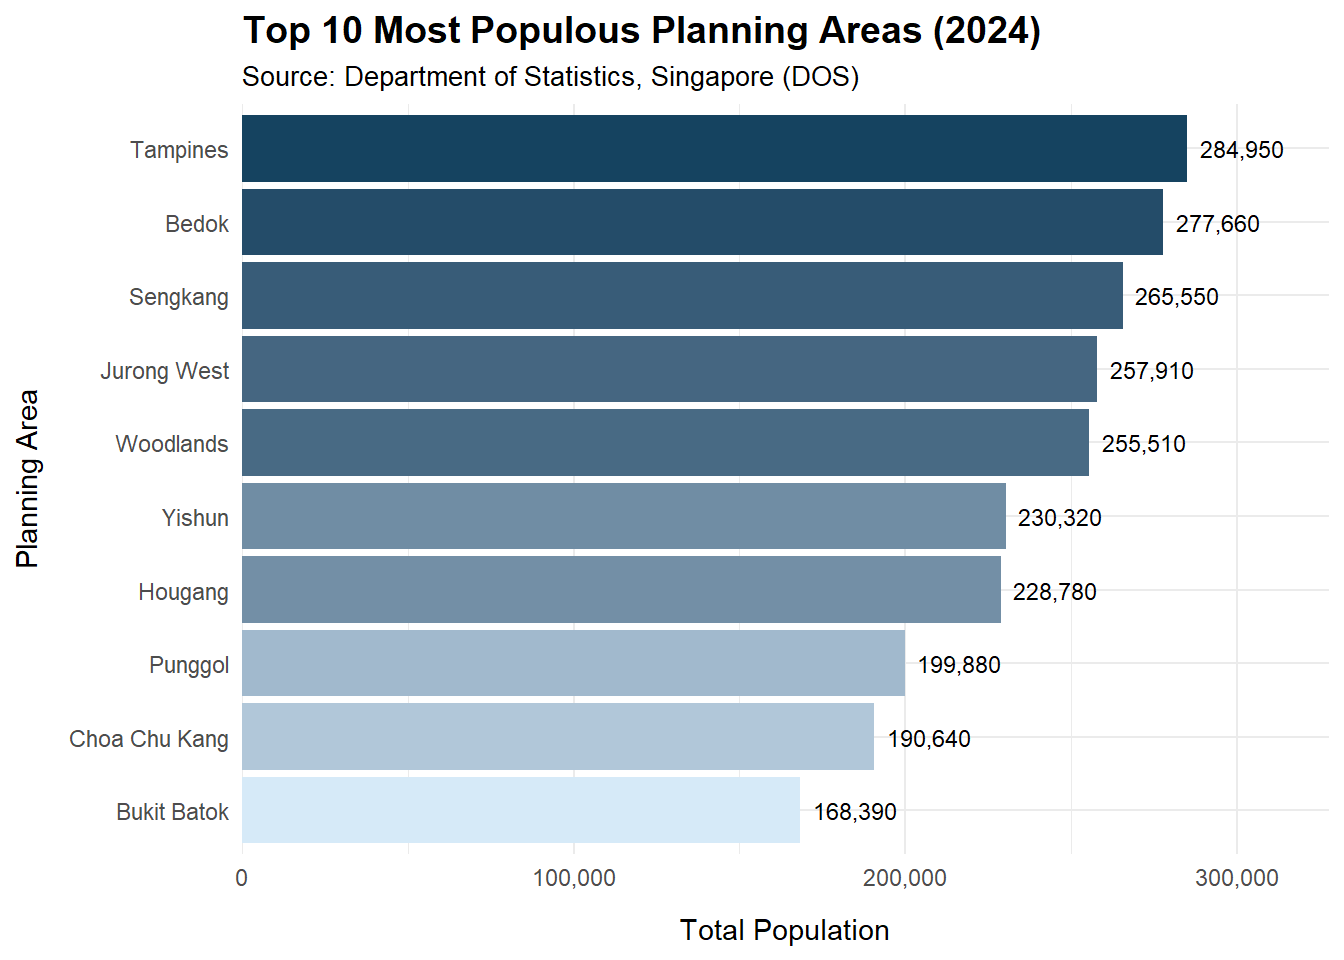 Top 10 Most Populous Planning Areas (2024)
Source: Department of Statistics, Singapore (DOS)
Planning Area
Tampines 284,950
Bedok 277,660
Sengkang 265,550
Jurong West 257,910
Woodlands 255,510
Yishun 230,320
Hougang 228,780
Punggol 199,880
Choa Chu Kang 190,640
Bukit Batok 168,390
0 100,000 200,000 300,000
Total Population